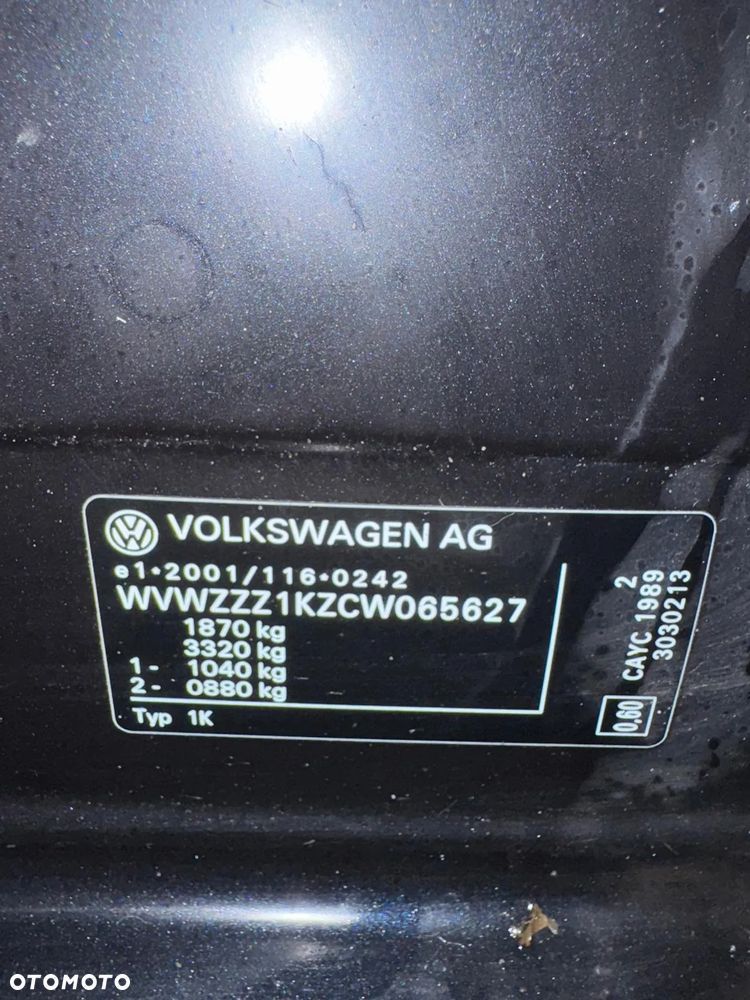 VOLKSWAGEN AG
e1*2001/116*0242
WVWZZZ1KZCW065627
1870 kg
3320 kg
1- 1040 kg
2- 0880 kg
Typ 1K
2
CAYC 1989
3030213
0.60
OTOMOTO